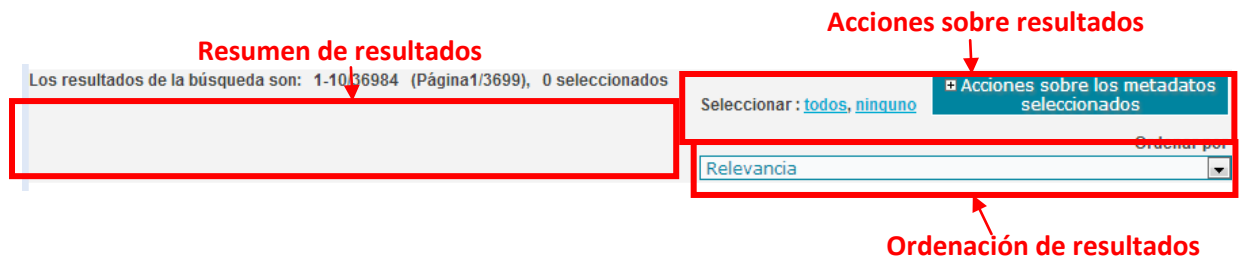 Acciones sobre resultados
Resumen de resultados
Los resultados de la búsqueda son: 1-10/36984 (Página1/3699), 0 seleccionados
Seleccionar : todos, ninguno
Acciones sobre los metadatos
seleccionados
Ordenar por
Relevancia
Ordenación de resultados